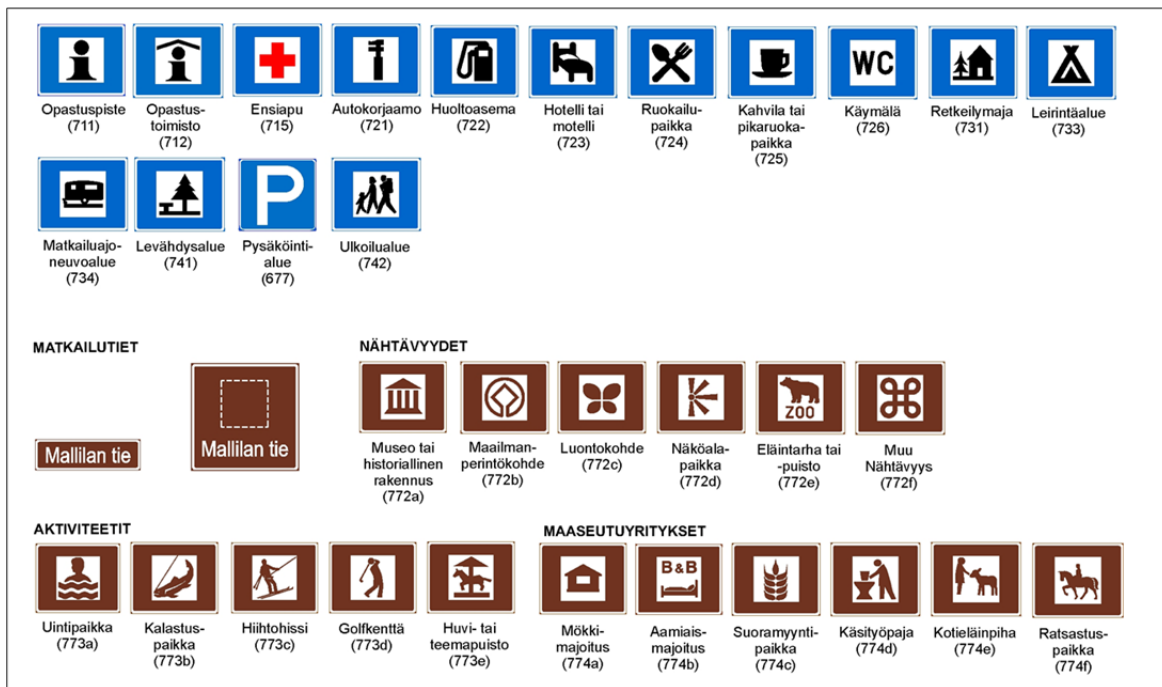 WC
Opastuspiste
(711)
Opastus-
toimisto
(712)
Ensiapu
(715)
Autokorjaamo
(721)
Huoltoasema
(722)
Hotelli tai
motelli
(723)
Ruokailu-
paikka
(724)
Kahvila tai
pikaruoka-
paikka
(725)
Käymälä
(726)
Retkeilymaja
(731)
Leirintäalue
(733)
P
Matkailuajo-
neuvoalue
(734)
Levähdysalue
(741)
Pysäköinti-
alue
(677)
Ulkoilualue
(742)
MATKAILUTIET
Mallilan tie
Mallilan tie
NÄHTÄVYYDET
ZOO
Museo tai
historiallinen
rakennus
(772a)
Maailman-
perintökohde
(772b)
Luontokohde
(772c)
Näköala-
paikka
(772d)
Eläintarha tai
-puisto
(772e)
Muu
Nähtävyys
(772f)
AKTIVITEETIT
Uintipaikka
(773a)
Kalastus-
paikka
(773b)
Hiihtohissi
(773c)
Golfkenttä
(773d)
Huvi- tai
teemapuisto
(773e)
MAASEUTUYRITYKSET
B&B
Mökki-
majoitus
(774a)
Aamiais-
majoitus
(774b)
Suoramyynti-
paikka
(774c)
Käsityöpaja
(774d)
Kotieläinpiha
(774e)
Ratsastus-
paikka
(774f)